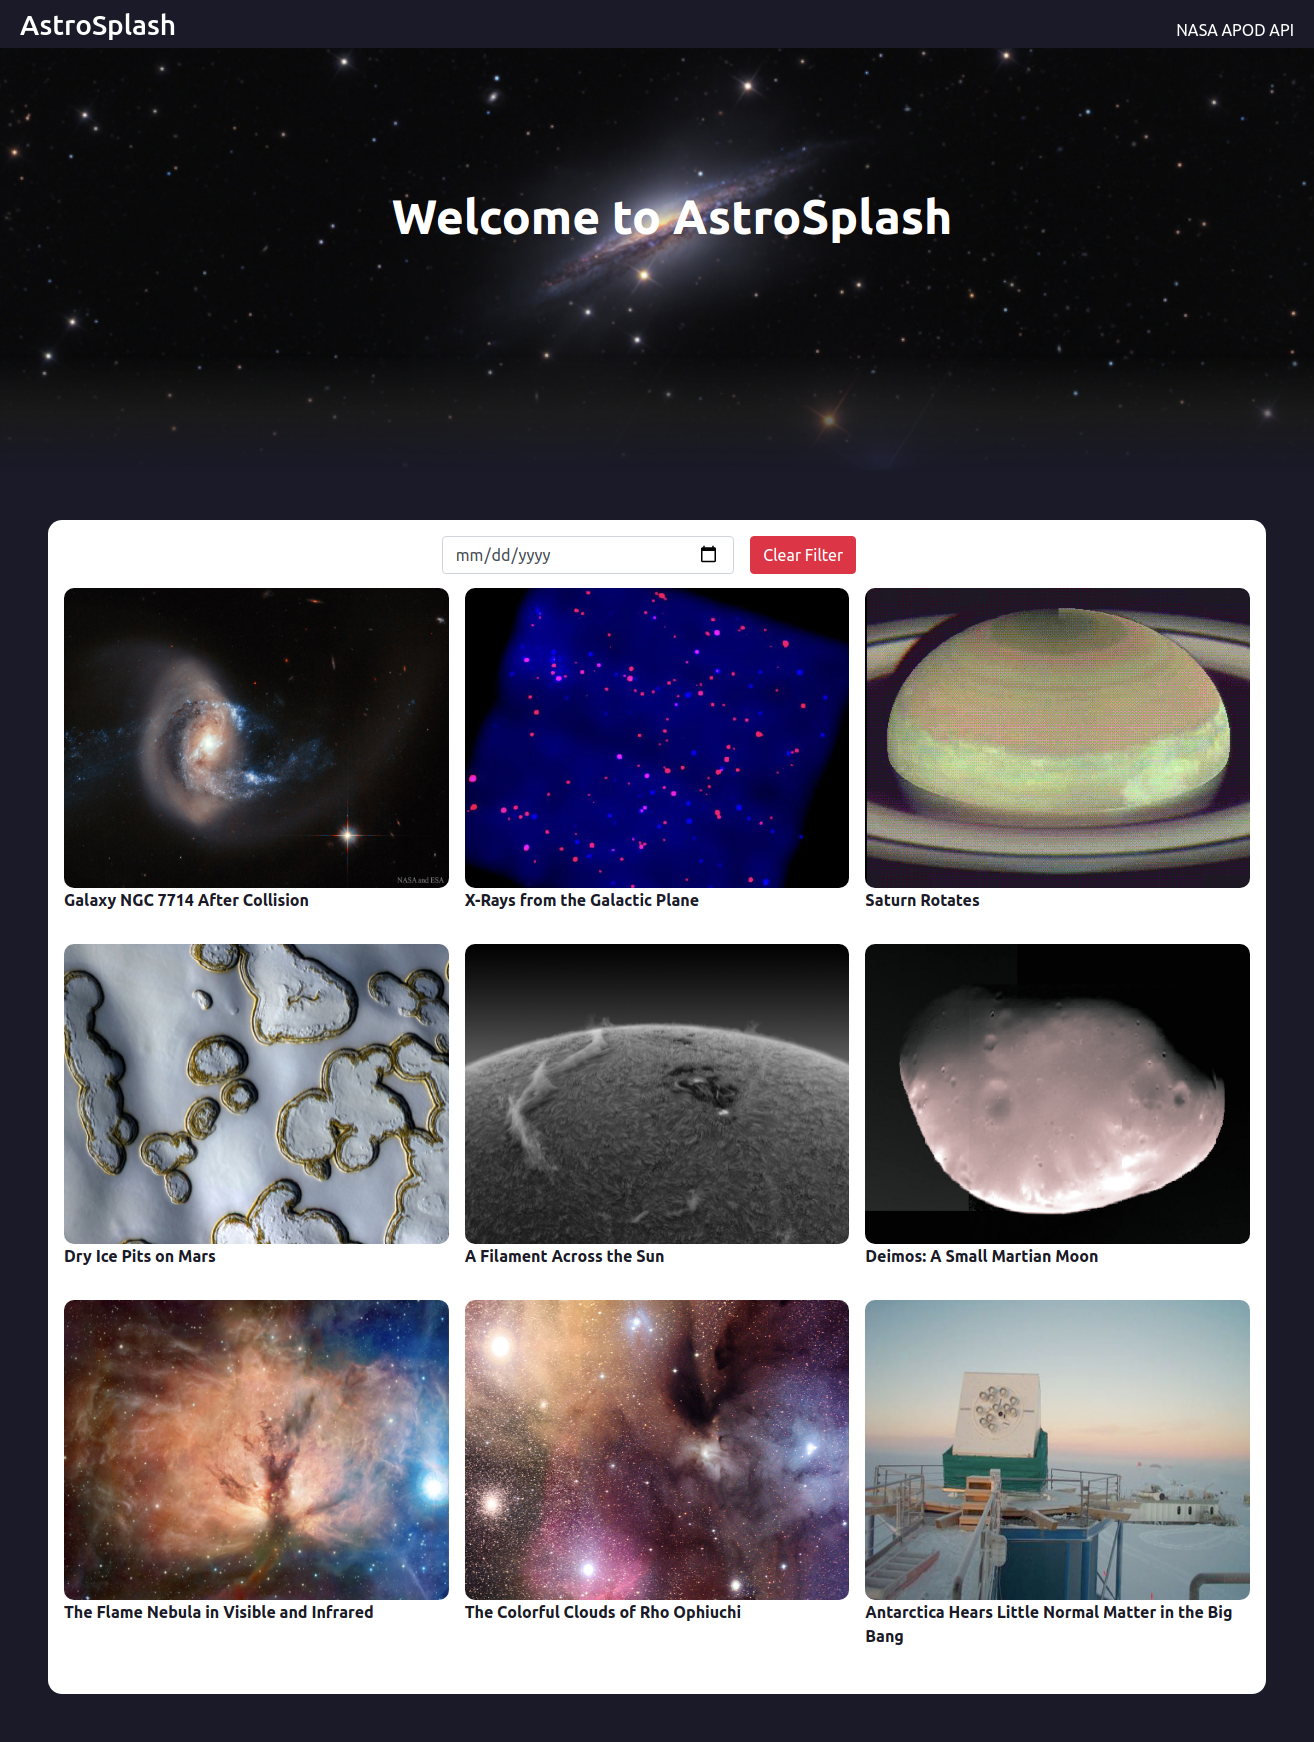 AstroSplash
NASA APOD API
Welcome to AstroSplash
mm/dd/yyyy
Clear Filter
NASA and ESA
Galaxy NGC 7714 After Collision
X-Rays from the Galactic Plane
Saturn Rotates
Dry Ice Pits on Mars
A Filament Across the Sun
Deimos: A Small Martian Moon
The Flame Nebula in Visible and Infrared
The Colorful Clouds of Rho Ophiuchi
Antarctica Hears Little Normal Matter in the Big
Bang